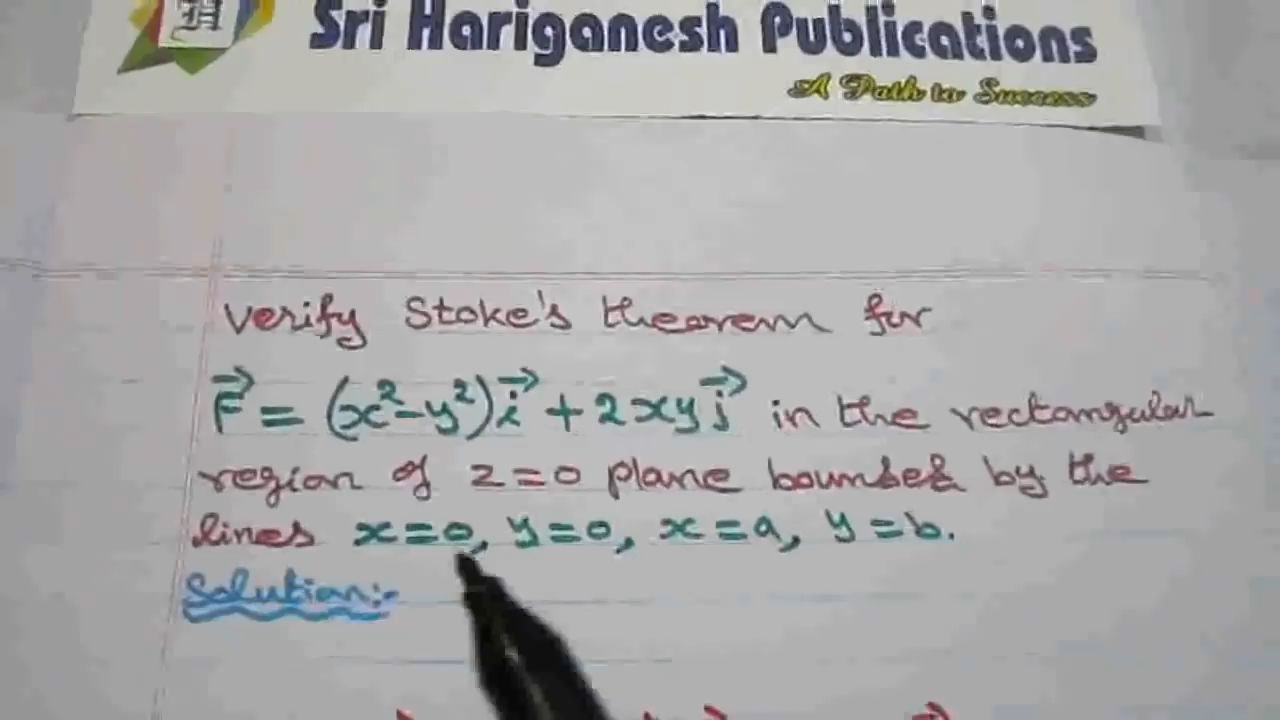 Sri Hariganesh Publications
A Path to Success
Verify Stoke's theorem for
F⃗ = (x²-y²)i⃗ + 2xyj⃗ in the rectangular
region of z=0 plane bounded by the
lines x=0, y=0, x=a, y=b.
Solution:-